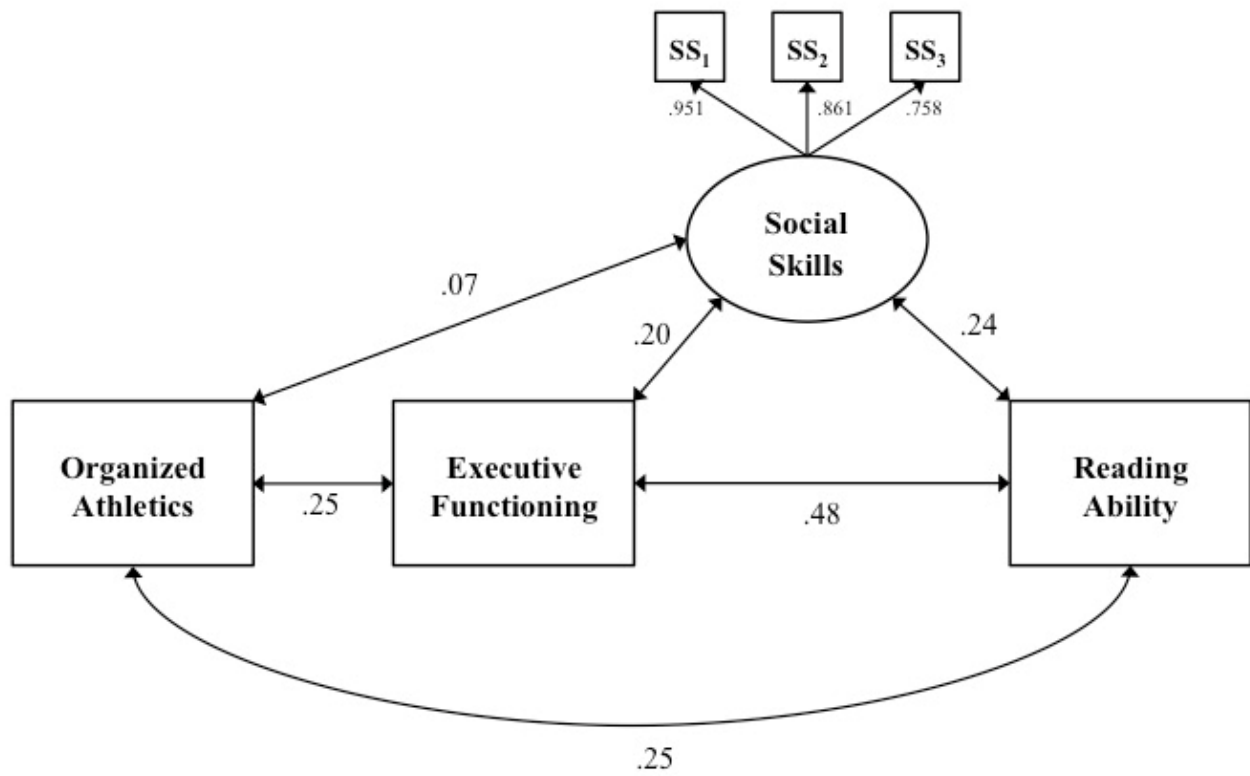 SS₁ SS₂ SS₃
.951 .861 .758
Social
Skills
.07
.20
.24
Organized
Athletics
Executive
Functioning
Reading
Ability
.25
.48
.25